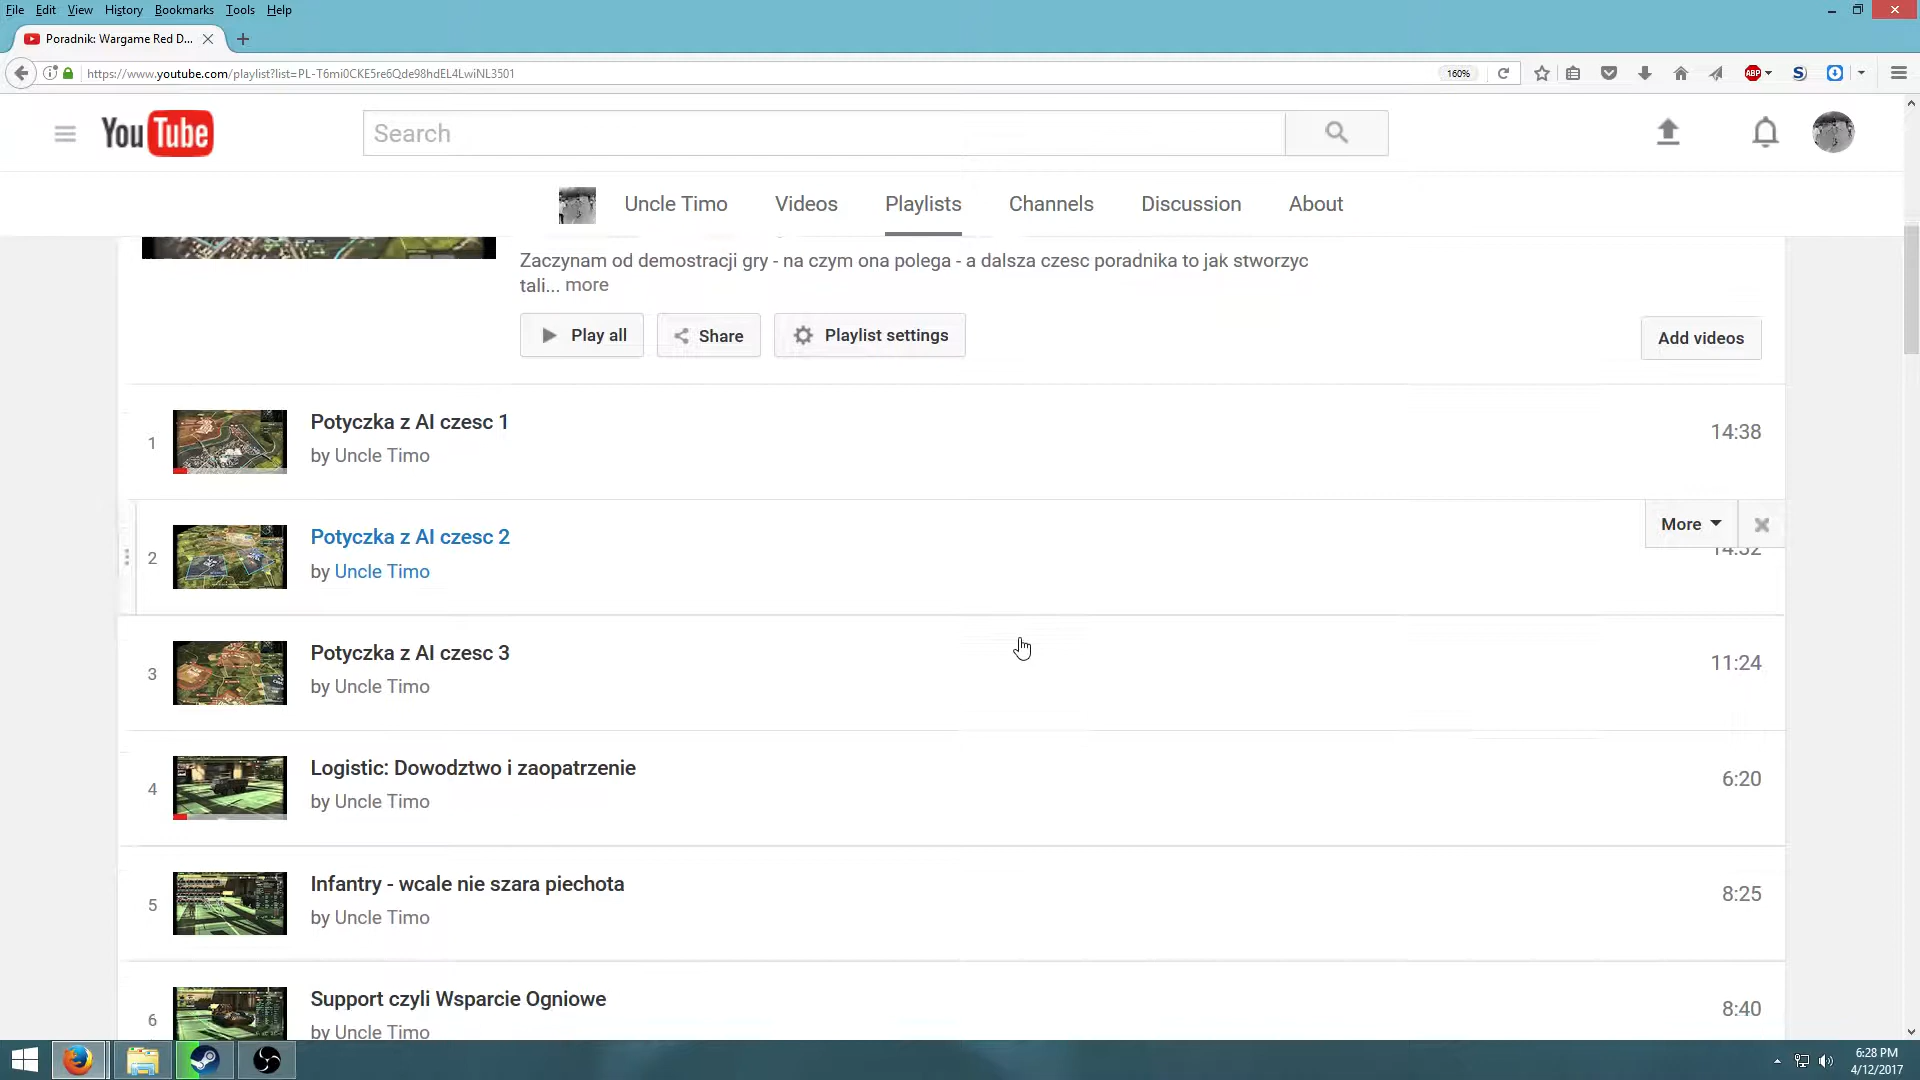 File Edit View History Bookmarks Tools Help
Poradnik: Wargame Red D...
https://www.youtube.com/playlist?list=PL-T6mi0CKE5re6Qde98hdEL4LwiNL3501
160%
ABP
S
YouTube
Search
Uncle Timo Videos Playlists Channels Discussion About
Zaczynam od demostracji gry - na czym ona polega - a dalsza czesc poradnika to jak stworzyc
tali... more
Play all
Share
Playlist settings
Add videos
1
Potyczka z AI czesc 1
by Uncle Timo
14:38
2
Potyczka z AI czesc 2
by Uncle Timo
More
3
Potyczka z AI czesc 3
by Uncle Timo
11:24
4
Logistic: Dowodztwo i zaopatrzenie
by Uncle Timo
6:20
5
Infantry - wcale nie szara piechota
by Uncle Timo
8:25
6
Support czyli Wsparcie Ogniowe
by Uncle Timo
8:40
6:28 PM
4/12/2017